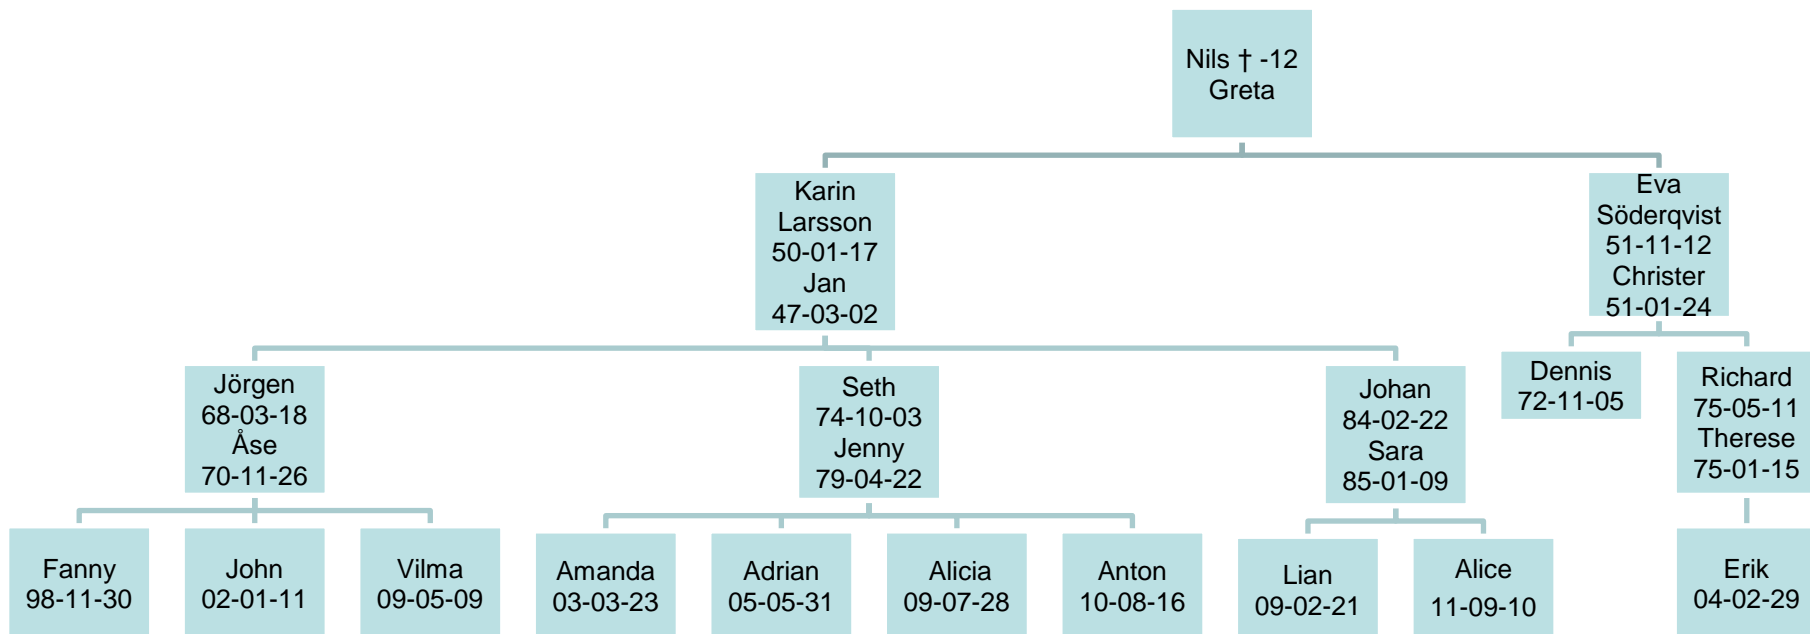 Nils † -12
Greta
Karin
Larsson
50-01-17
Jan
47-03-02
Eva
Söderqvist
51-11-12
Christer
51-01-24
Jörgen
68-03-18
Åse
70-11-26
Seth
74-10-03
Jenny
79-04-22
Johan
84-02-22
Sara
85-01-09
Dennis
72-11-05
Richard
75-05-11
Therese
75-01-15
Fanny
98-11-30
John
02-01-11
Vilma
09-05-09
Amanda
03-03-23
Adrian
05-05-31
Alicia
09-07-28
Anton
10-08-16
Lian
09-02-21
Alice
11-09-10
Erik
04-02-29